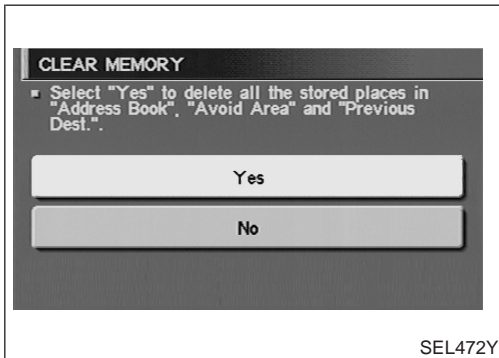 CLEAR MEMORY
▪ Select "Yes" to delete all the stored places in
"Address Book", "Avoid Area" and "Previous
Dest.".
Yes
No
SEL472Y